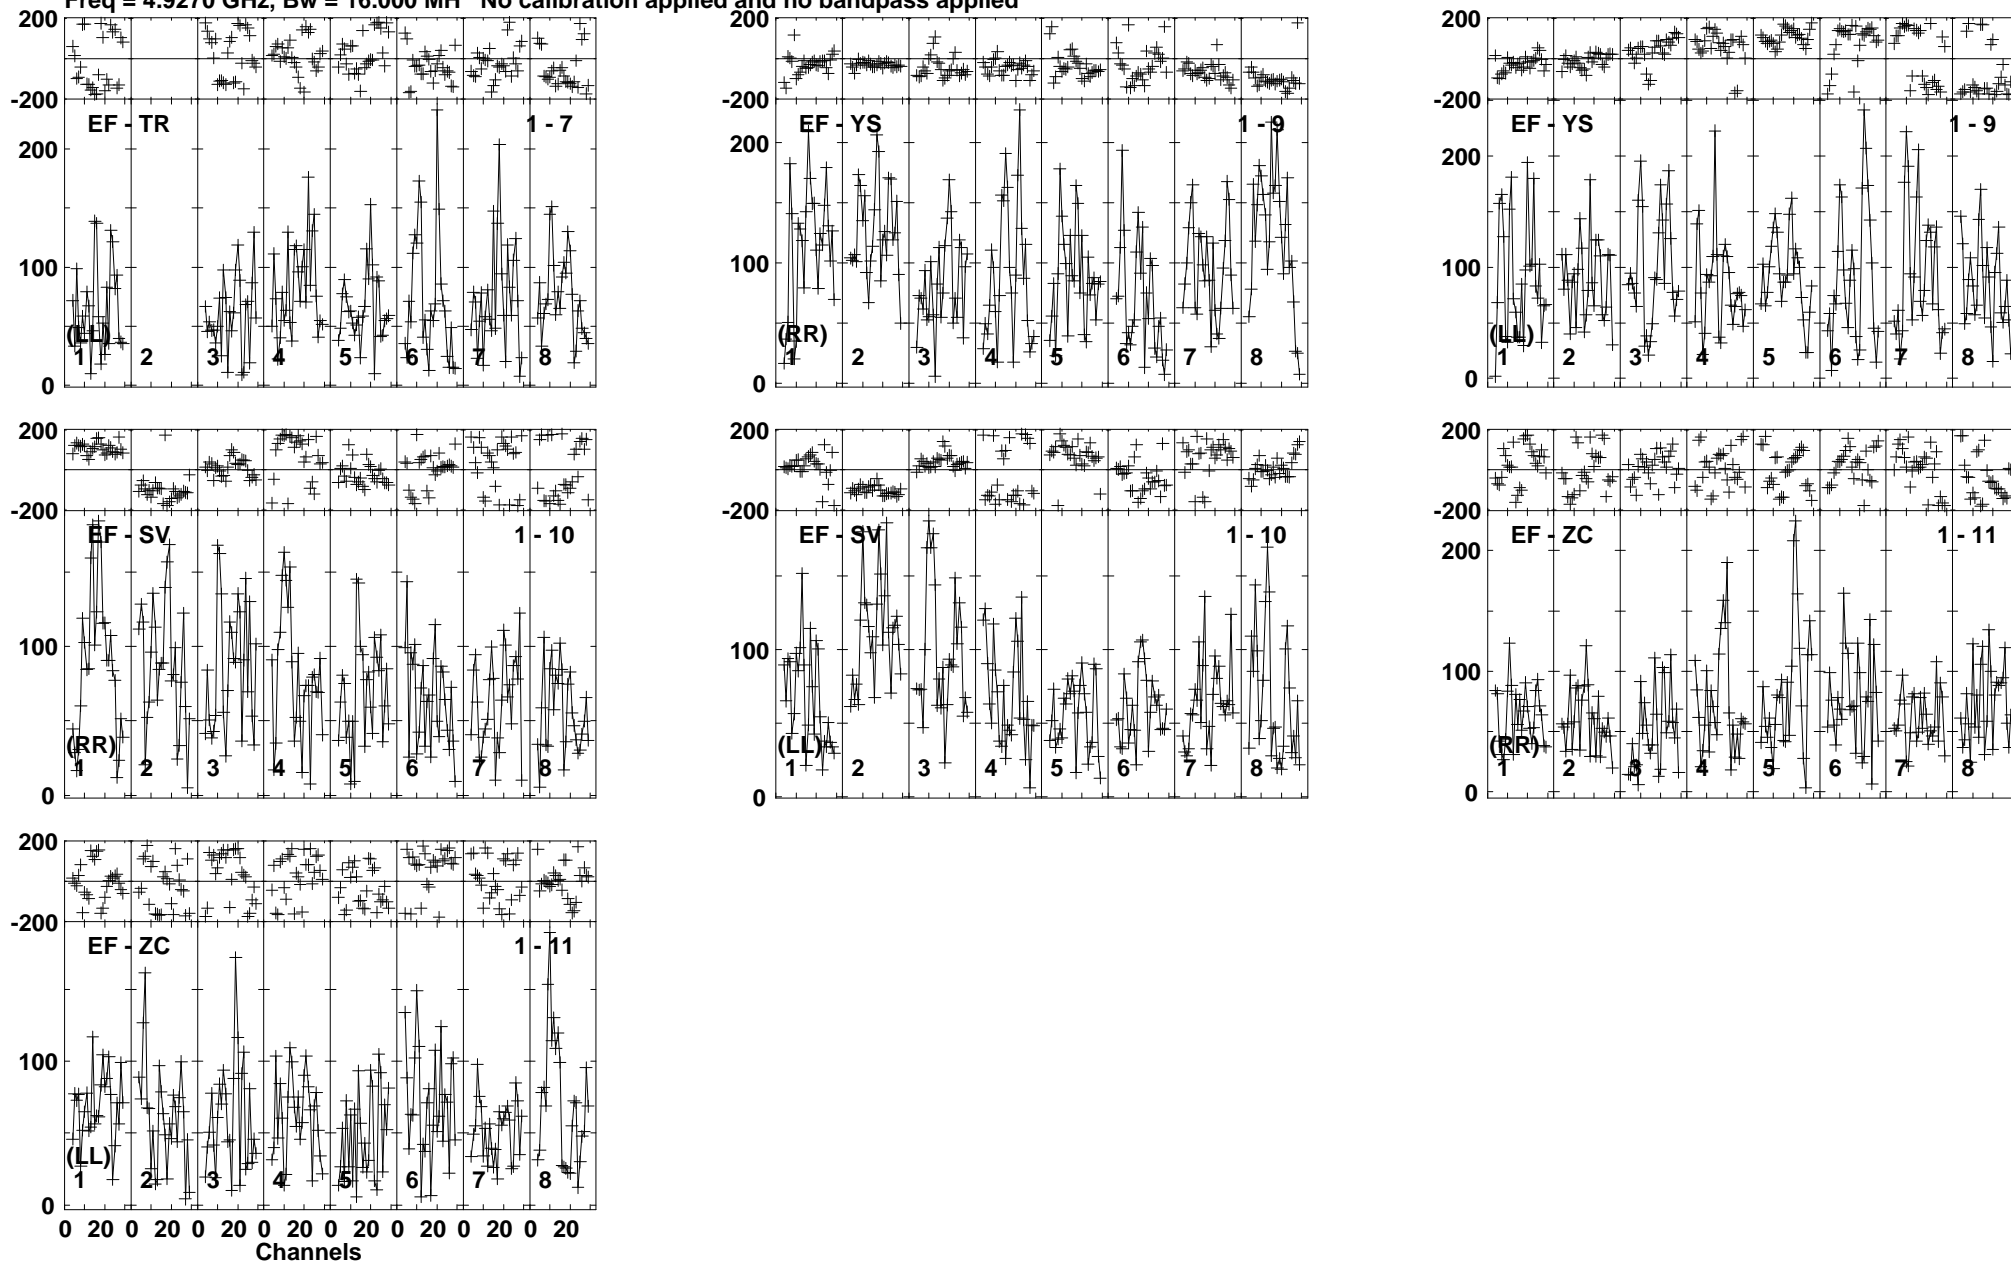 Freq = 4.9270 GHz, Bw = 16.000 MH No calibration applied and no bandpass applied
200
-200
EF - TR 1 - 7
200
100
0
(LL)
1 2 3 4 5 6 7 8
EF - YS 1 - 9
200
100
0
(RR)
1 2 3 4 5 6 7 8
200
-200
EF - YS 1 - 9
200
100
0
(LL)
1 2 3 4 5 6 7 8
200
-200
EF - SV 1 - 10
100
0
(RR)
1 2 3 4 5 6 7 8
200
-200
EF - SV 1 - 10
100
0
(LL)
1 2 3 4 5 6 7 8
200
-200
EF - ZC 1 - 11
200
100
0
(RR)
1 2 3 4 5 6 7 8
200
-200
EF - ZC 1 - 11
100
0
(LL)
1 2 3 4 5 6 7 8
0 20 0 20 0 20 0 20 0 20 0 20 0 20 0 20
Channels